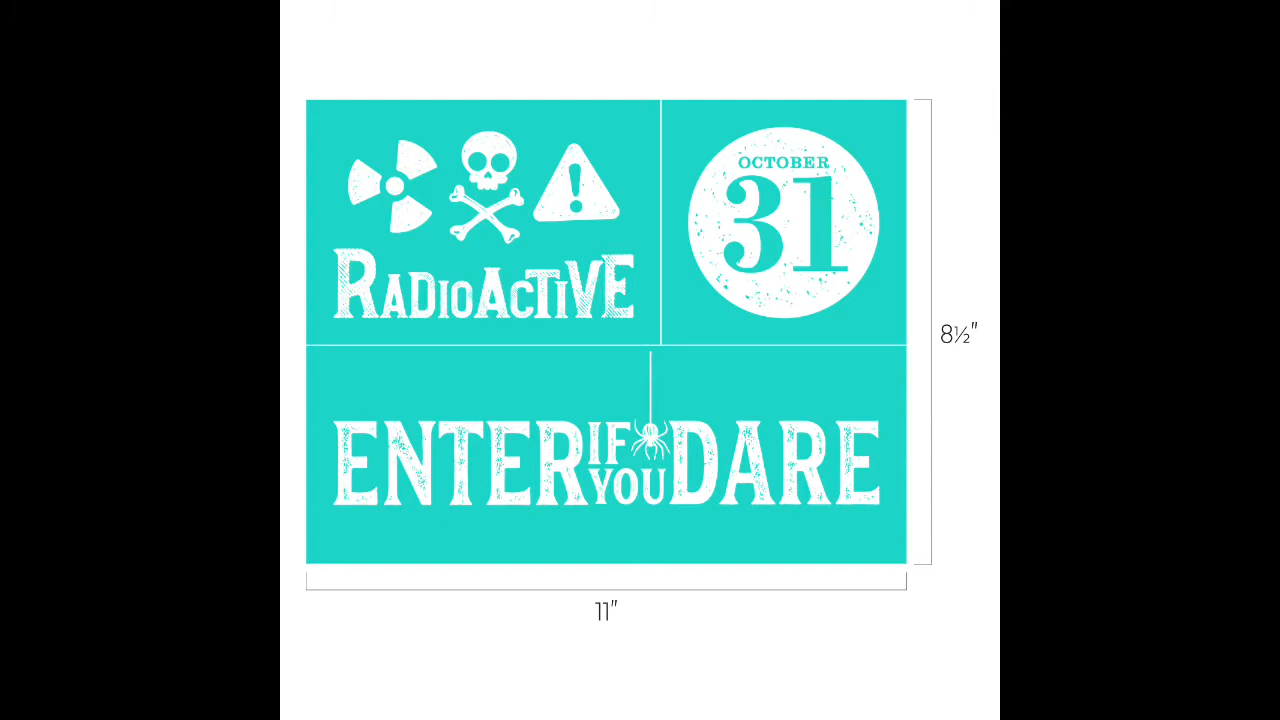 RADIOACTIVE
OCTOBER
31
8½"
ENTER IF YOU DARE
11"